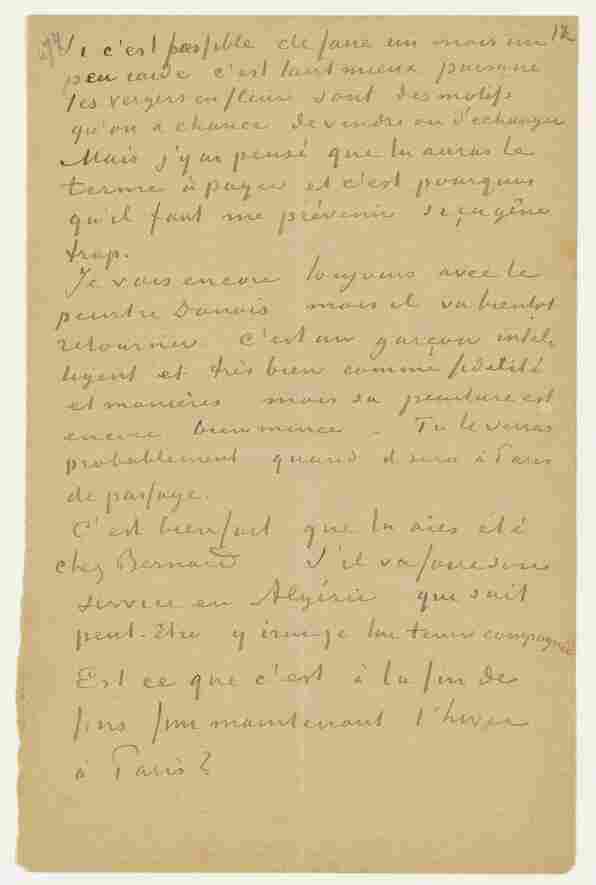 Si c'est possible de faire un mois un 12
peu raide c'est tant mieux puisque
les vergers en fleur sont des motifs
qu'on a chance de vendre ou d'échanger
Mais j'y ai pensé que tu auras le
terme à payer et c'est pourquoi
qu'il faut me prévenir si ça gêne
trop.
Je vais encore toujours avec le
peintre Danois mais il va bientôt
retourner C'est un garçon intel-
ligent et très bien comme fidélité
et manières mais sa peinture est
encore bien mince. Tu le verras
probablement quand il sera à Paris
de passage.
C'est bien fait que tu aies été
chez Bernard S'il va faire son
service en Algérie qui sait
peut-être y irai-je lui tenir compagnie
Est ce que c'est à la fin de
fins fini maintenant l'hiver
à Paris?